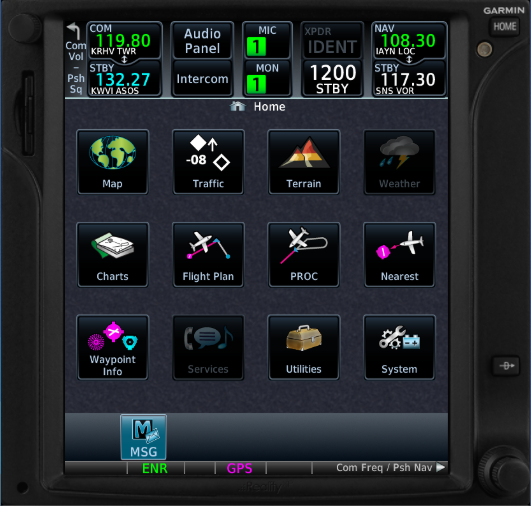 GARMIN
HOME
Com
Vol
–
Psh
Sq
COM
119.80
KRHV TWR
STBY
132.27
KWVI ASOS
Audio
Panel
Intercom
MIC
1
MON
1
XPDR
IDENT
1200
STBY
NAV
108.30
IAYN LOC
STBY
117.30
SNS VOR
Home
Map
-08
Traffic
Terrain
Weather
Charts
Flight Plan
PROC
Nearest
Waypoint
Info
Services
Utilities
System
MSG
ENR
GPS
Com Freq / Psh Nav